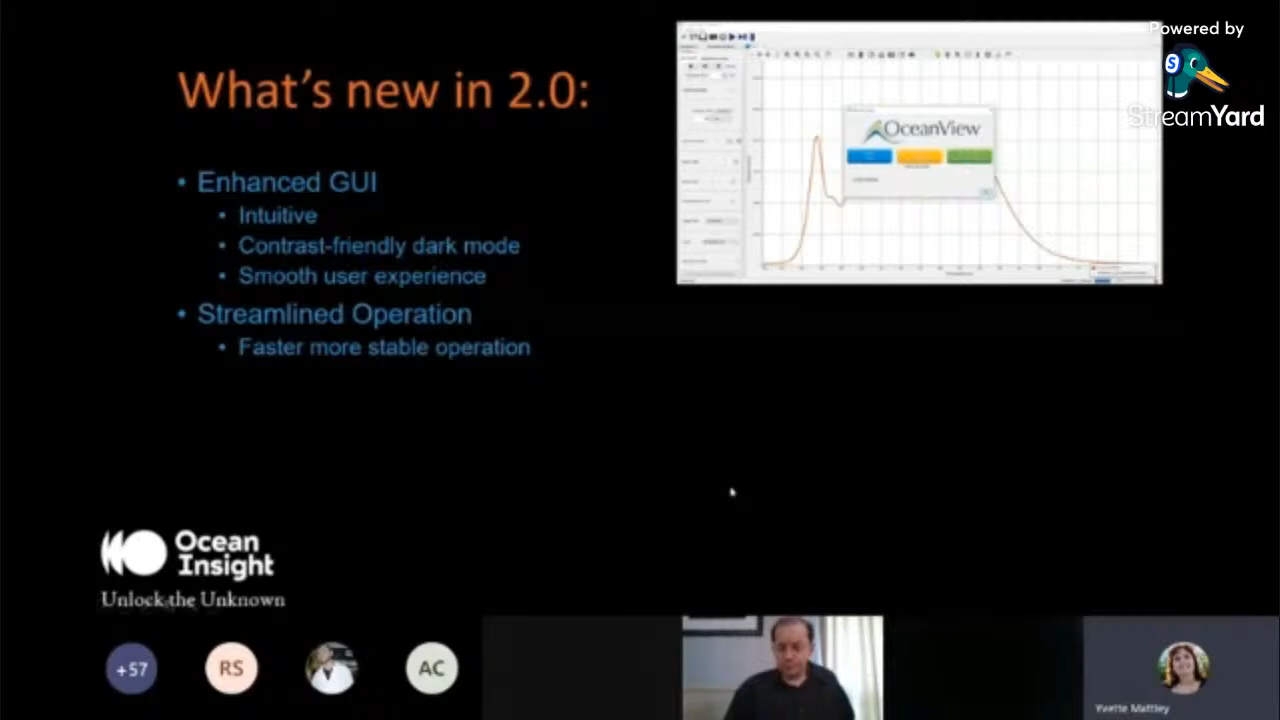 What's new in 2.0:
• Enhanced GUI
• Intuitive
• Contrast-friendly dark mode
• Smooth user experience
• Streamlined Operation
• Faster more stable operation
OceanView
Powered by
S
StreamYard
Ocean
Insight
Unlock the Unknown
+57
RS
AC
Yvette Mattley